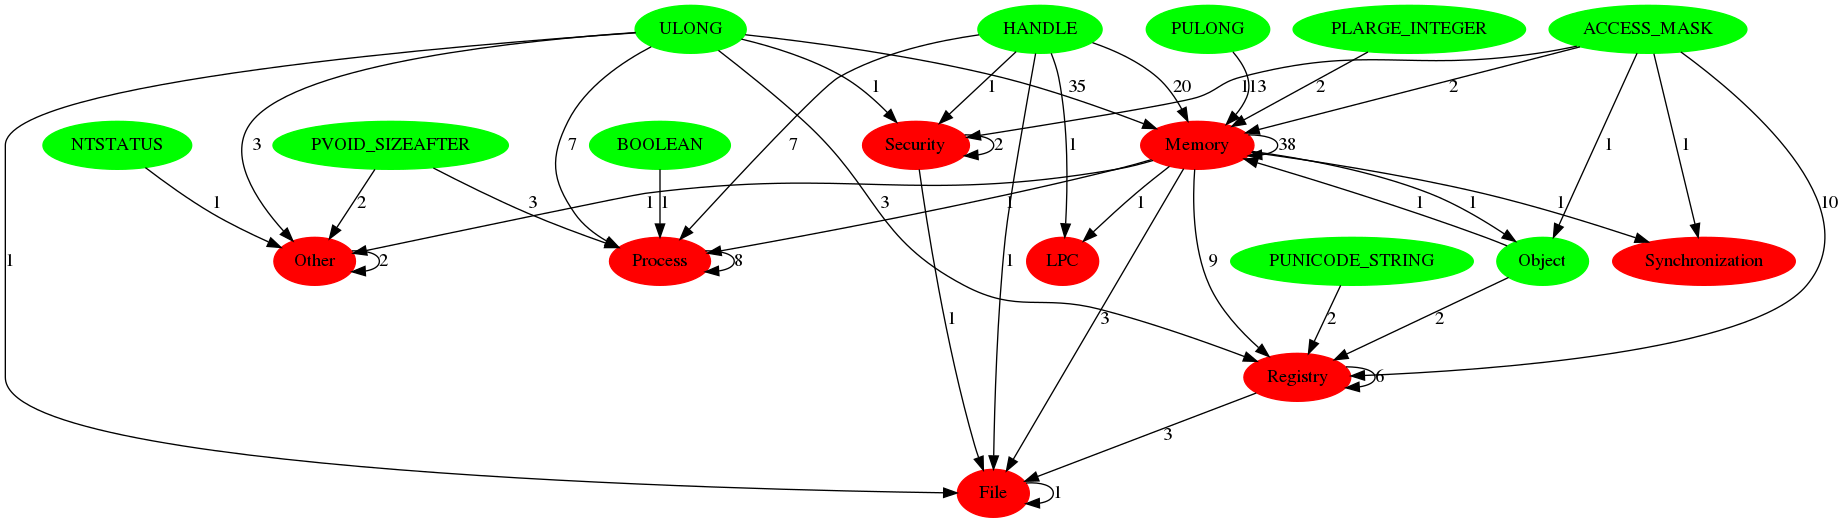 ULONG
HANDLE
PULONG
PLARGE_INTEGER
ACCESS_MASK
1
1
35
20
1
13
2
2
NTSTATUS
PVOID_SIZEAFTER
BOOLEAN
Security
Memory
3
7
7
2
1
38
1
1
10
1
2
3
1
1
3
1
1
1
1
1
Other
Process
LPC
PUNICODE_STRING
Object
Synchronization
1
2
8
1
9
1
3
2
2
Registry
6
3
File
1